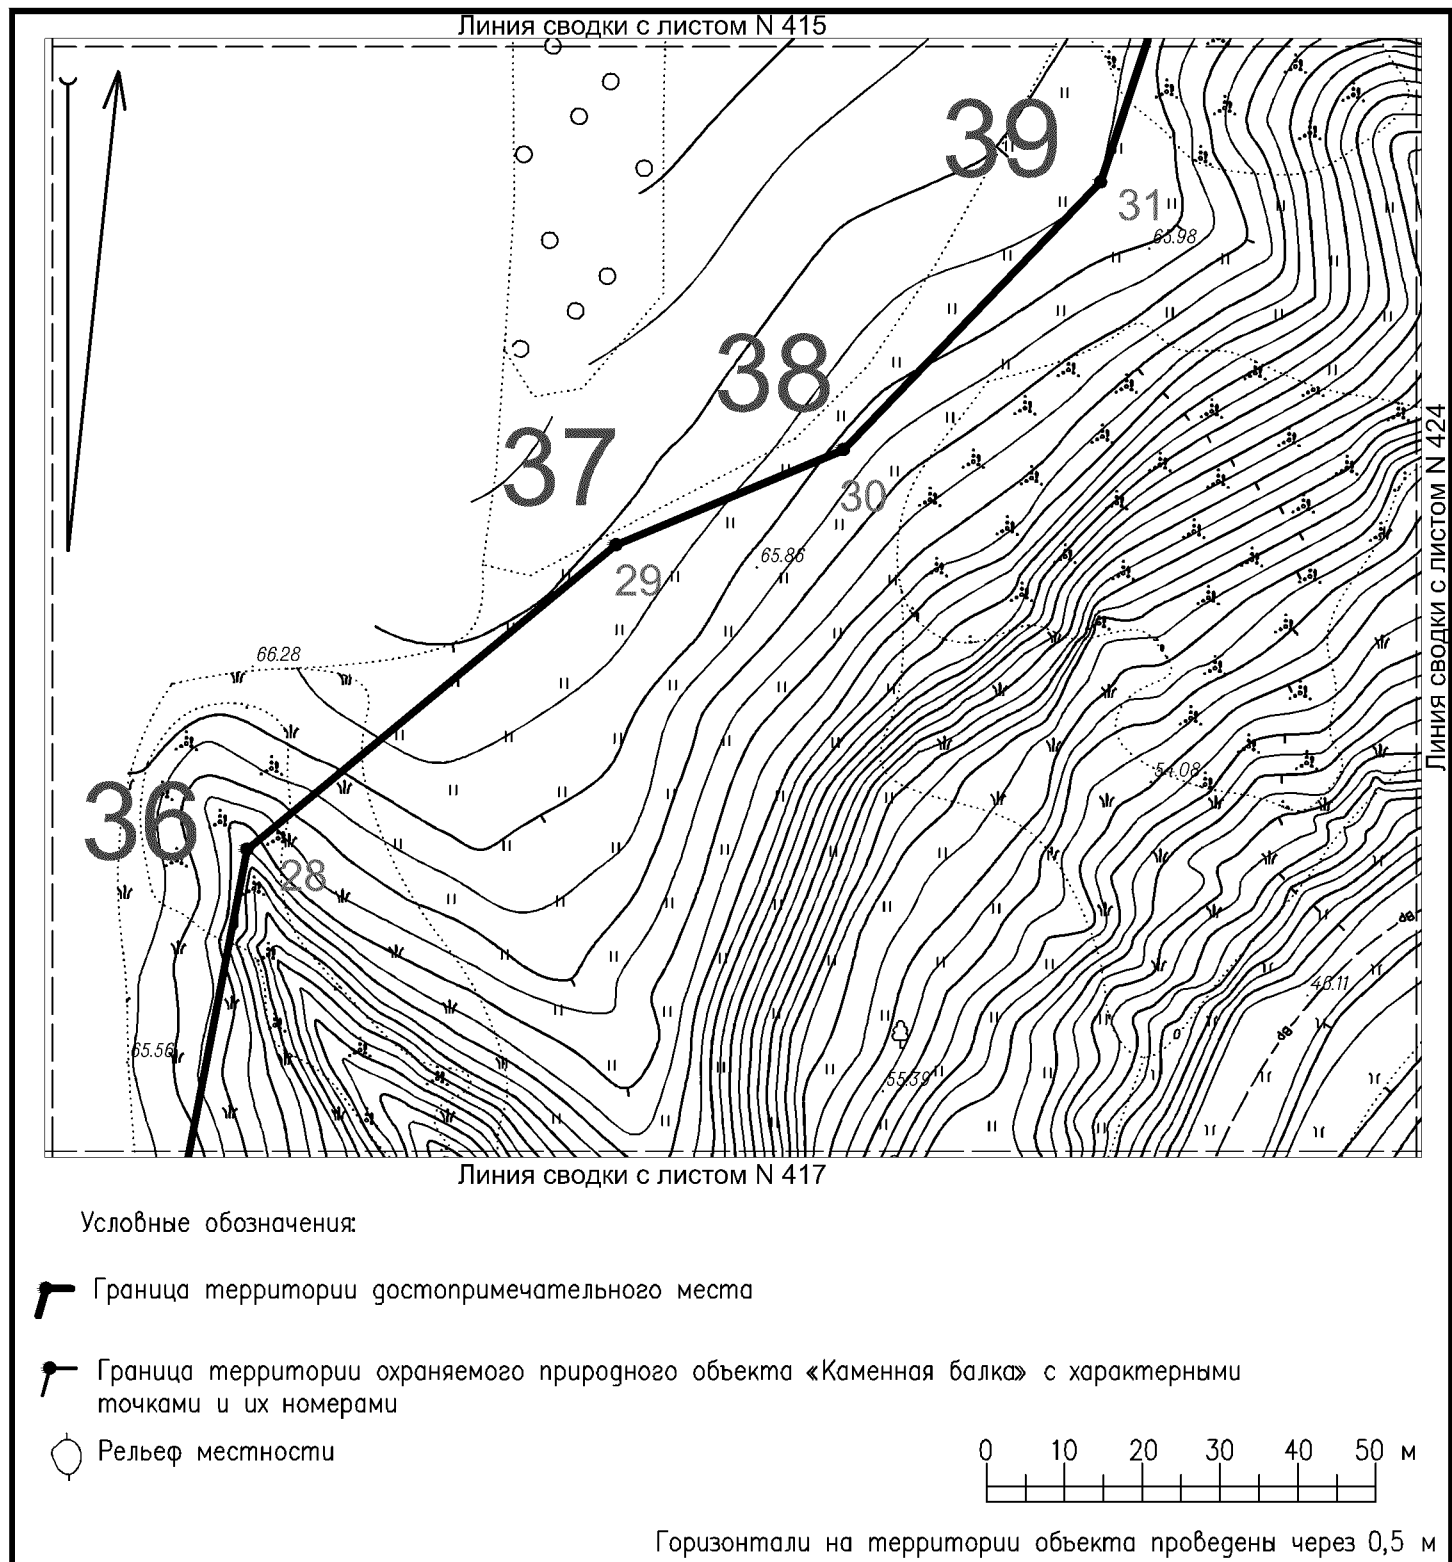 Линия сводки с листом N 415
39
31
65.98
38
37
30
65.86
29
66.28
36
28
54.08
вр
46.11
вр
65.56
55.39
Линия сводки с листом N 424
Линия сводки с листом N 417
Условные обозначения:
Граница территории достопримечательного места
Граница территории охраняемого природного объекта «Каменная балка» с характерными
точками и их номерами
Рельеф местности
0 10 20 30 40 50 м
Горизонтали на территории объекта проведены через 0,5 м